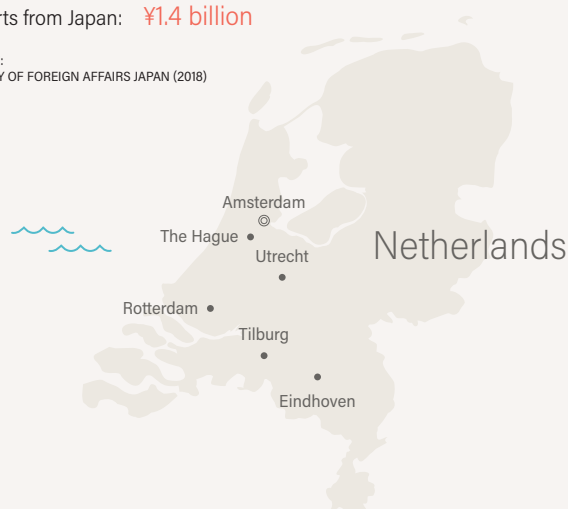 rts from Japan: ¥1.4 billion
:
Y OF FOREIGN AFFAIRS JAPAN (2018)
Amsterdam
The Hague
Utrecht
Netherlands
Rotterdam
Tilburg
Eindhoven